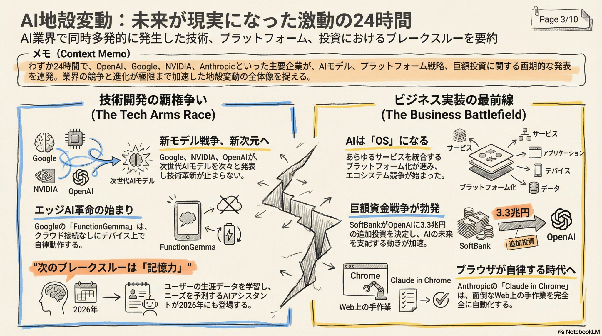 AI地殻変動：未来が現実になった激動の24時間
Page 3/10
AI業界で同時多発的に発生した技術、プラットフォーム、投資におけるブレークスルーを要約
メモ（Context Memo）
わずか24時間で、OpenAI、Google、NVIDIA、Anthropicといった主要企業が、AIモデル、プラットフォーム戦略、巨額投資に関する画期的な発表
を連発。業界の競争と進化が極限まで加速した地殻変動の全体像を捉える。
技術開発の覇権争い
(The Tech Arms Race)
Google
NVIDIA
OpenAI
次世代AIモデル
新モデル戦争、新次元へ
Google、NVIDIA、OpenAIが、
次世代AIモデルを次々と発表
し技術革新が止まらない。
エッジAI革命の始まり
Googleの「FunctionGemma」は、
クラウド接続なしにデバイス上で
自律動作する。
FunctionGemma
"次のブレークスルーは「記憶力」"
2026年
ユーザーの生涯データを学習し、
ニーズを予測するAIアシスタン
トが2026年にも登場する。
ビジネス実装の最前線
(The Business Battlefield)
AIは「OS」になる
あらゆるサービスを統合する
プラットフォーム化が進み、
エコシステム競争が始まった。
サービス
サービス
アプリケーション
デバイス
データ
プラットフォーム化
巨額資金戦争が勃発
SoftBankがOpenAIに3.3兆円
の追加投資を決定し、AIの未来
を支配する動きが加速。
SoftBank
3.3兆円
追加投資
OpenAI
Chrome
Web上の手作業
Claude in Chrome
ブラウザが自律する時代へ
Anthropicの「Claude in Chrome」
は、面倒なWeb上の手作業を完全
全に自動化する。
NotebookLM